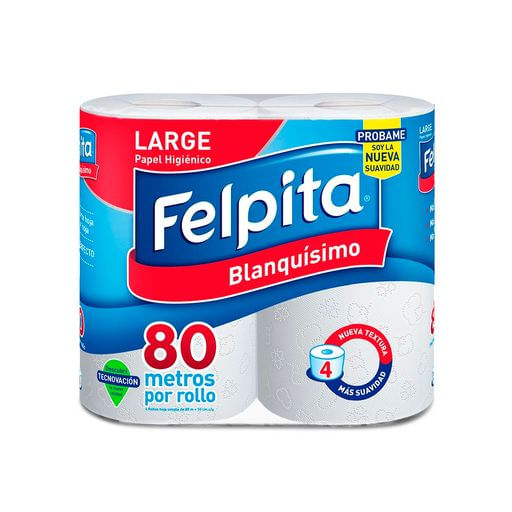 LARGE
Papel Higiénico
PROBAME
SOY LA
NUEVA
SUAVIDAD
LARGE
Felpita®
Blanquísimo
80
metros
por rollo
TECNOVACIÓN
4
NUEVA TEXTURA
MÁS SUAVIDAD